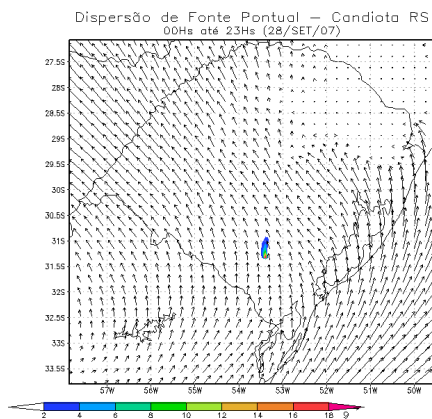 Dispersão de Fonte Pontual – Candiota RS
00Hs até 23Hs (28/SET/07)
27.5S
28S
28.5S
29S
29.5S
30S
30.5S
31S
31.5S
32S
32.5S
33S
33.5S
57W 56W 55W 54W 53W 52W 51W 50W
2 4 6 8 10 12 14 16 18 9